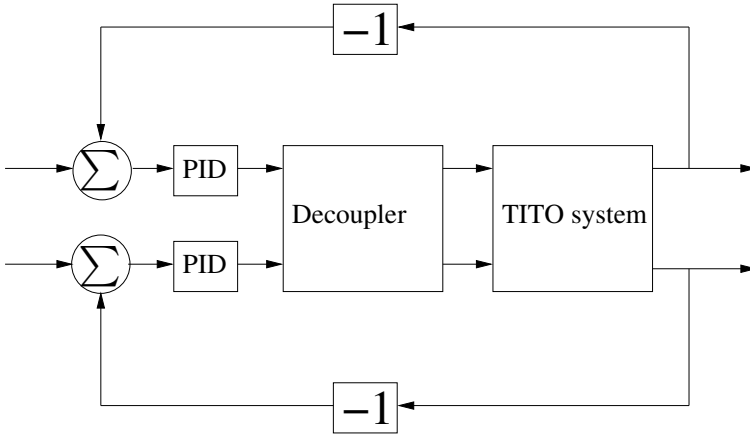 −1
Σ
PID
Decoupler
TITO system
Σ
PID
−1